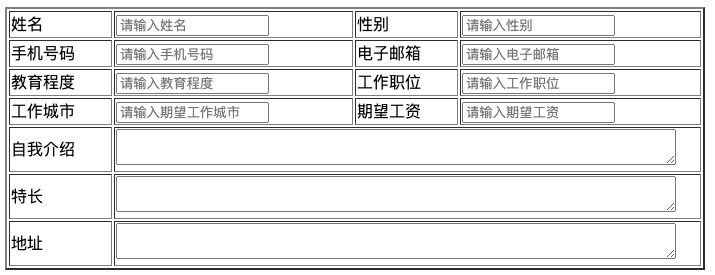 姓名 请输入姓名 性别 请输入性别
手机号码 请输入手机号码 电子邮箱 请输入电子邮箱
教育程度 请输入教育程度 工作职位 请输入工作职位
工作城市 请输入期望工作城市 期望工资 请输入期望工资
自我介绍
特长
地址